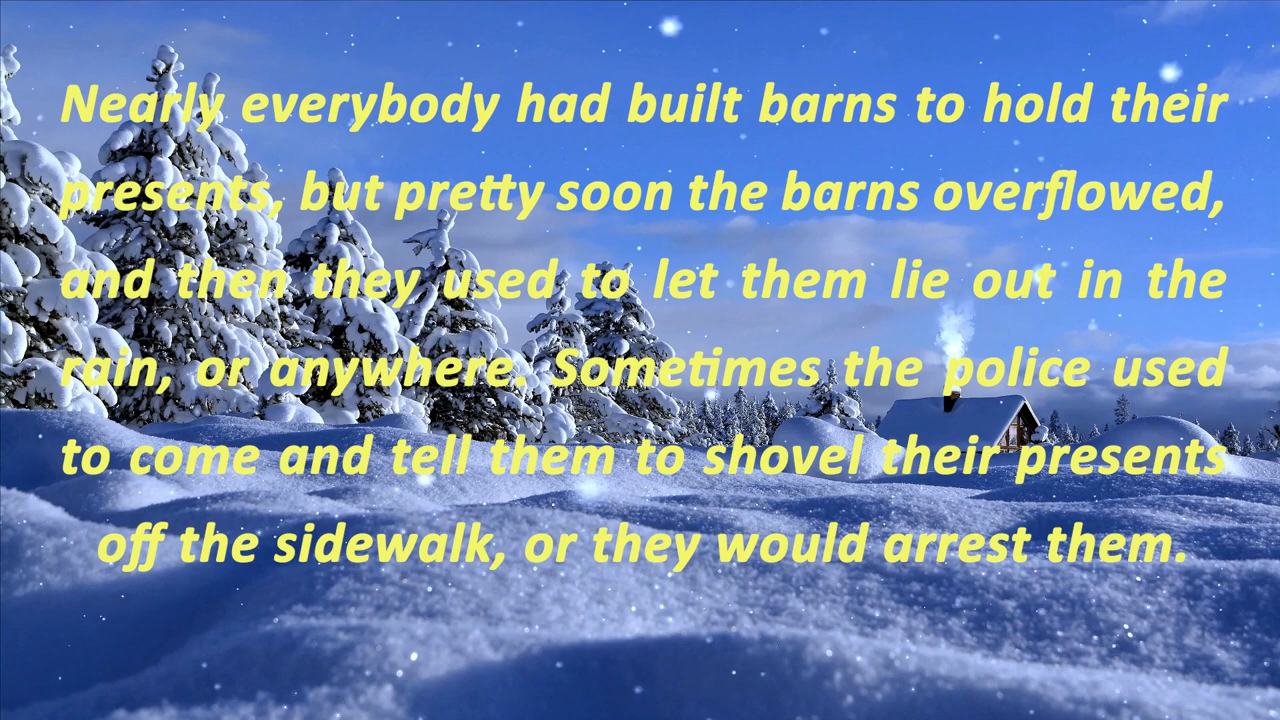 Nearly everybody had built barns to hold their
presents, but pretty soon the barns overflowed,
and then they used to let them lie out in the
rain, or anywhere. Sometimes the police used
to come and tell them to shovel their presents
off the sidewalk, or they would arrest them.